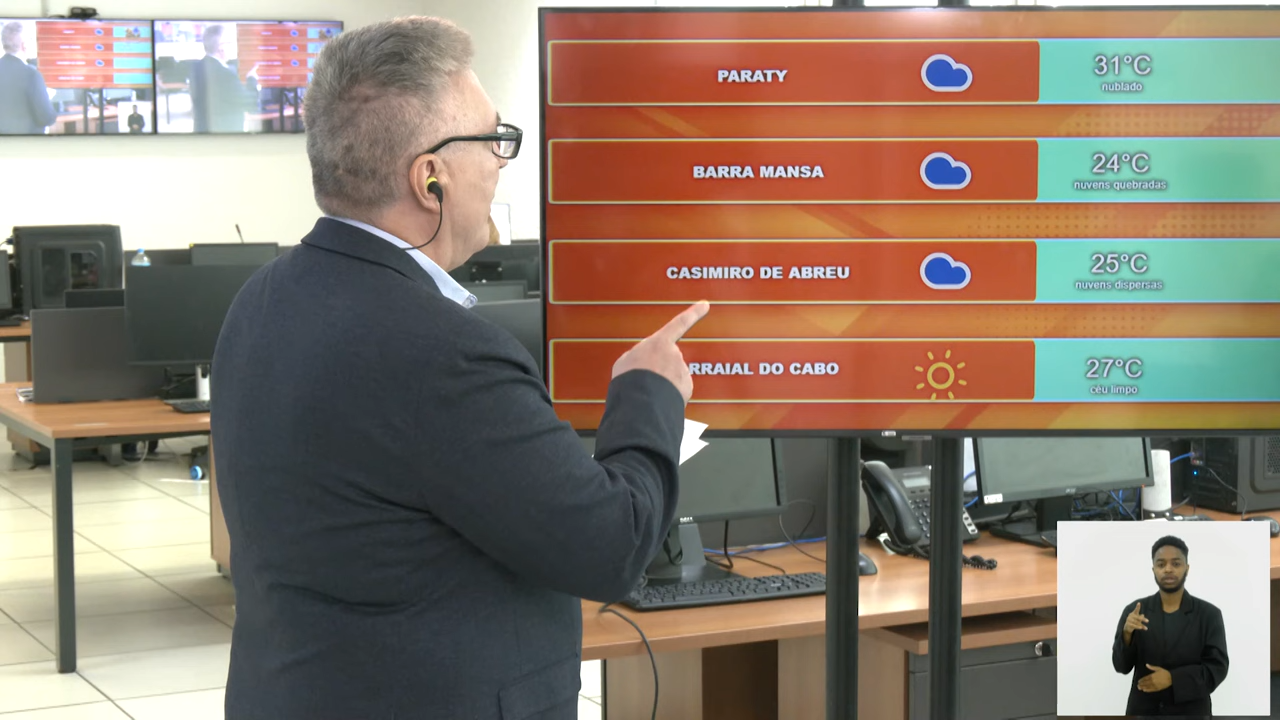 PARATY
31°C
nublado
BARRA MANSA
24°C
nuvens quebradas
CASIMIRO DE ABREU
25°C
nuvens dispersas
RRAIAL DO CABO
27°C
céu limpo